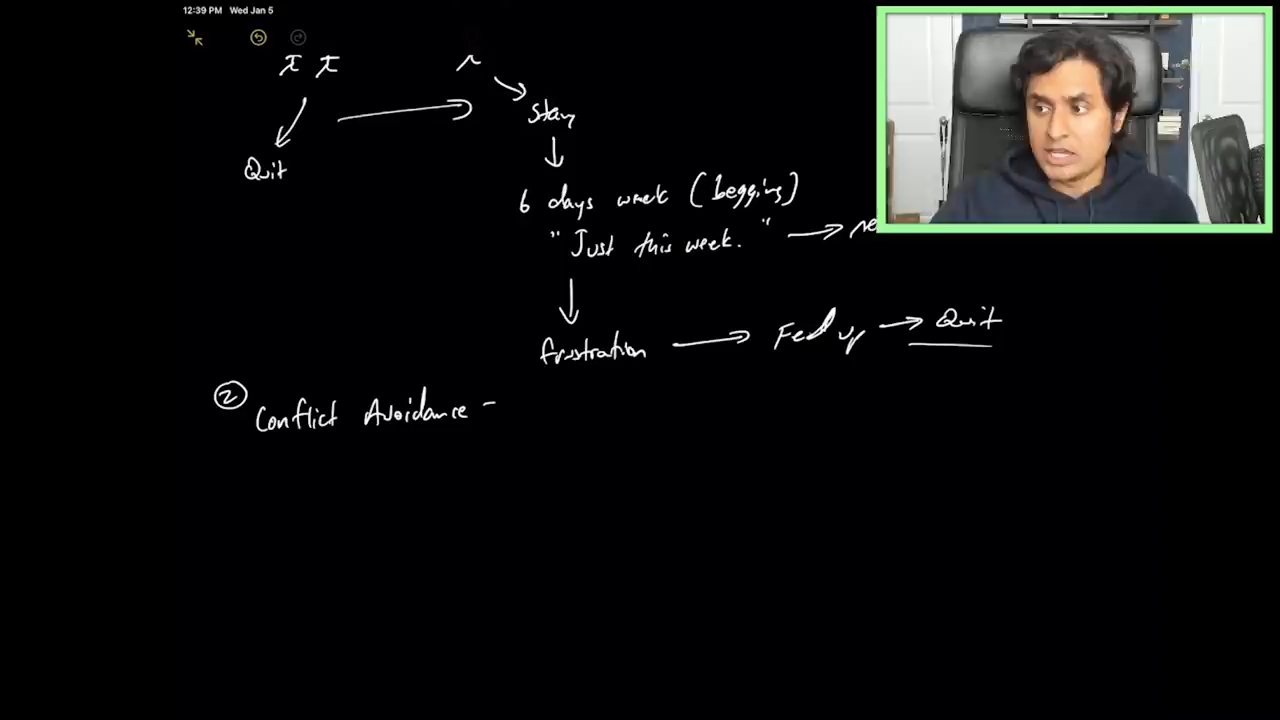 12:39 PM Wed Jan 5
Stay
Quit
6 days week (begging)
"Just this week."
frustration → Fed up → Quit
② Conflict Avoidance -